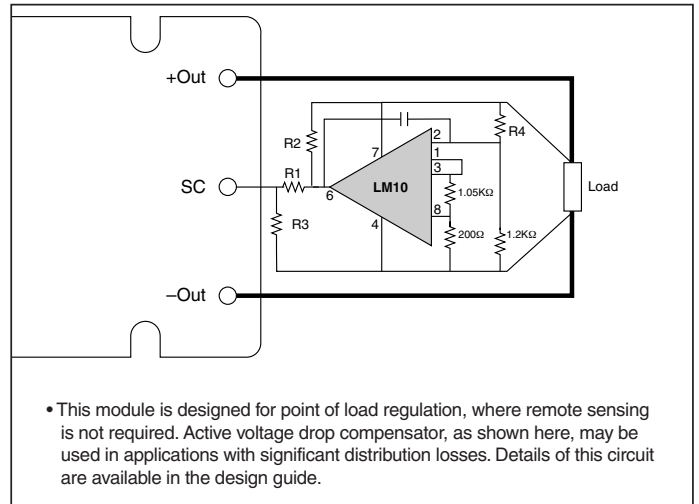 +Out
R2
2
R4
7
1
R1
3
SC
6
LM10
Load
1.05KΩ
R3
4
8
200Ω
1.2KΩ
–Out
• This module is designed for point of load regulation, where remote sensing
is not required. Active voltage drop compensator, as shown here, may be
used in applications with significant distribution losses. Details of this circuit
are available in the design guide.